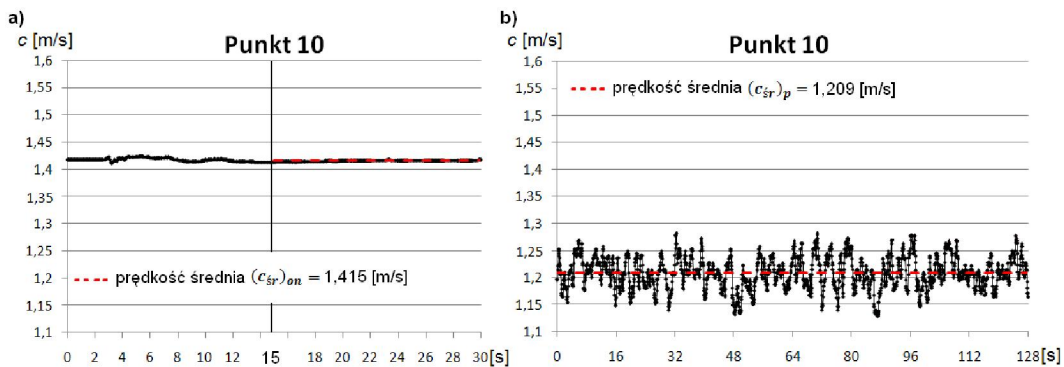 a)
c [m/s]
Punkt 10
1,6
1,55
1,5
1,45
1,4
1,35
1,3
1,25
1,2
1,15
1,1
prędkość średnia (cśr)on = 1,415 [m/s]
0 2 4 6 8 10 12 15 18 20 22 24 26 28 30 [s]
b)
c [m/s]
Punkt 10
1,6
1,55
1,5
1,45
1,4
1,35
1,3
1,25
1,2
1,15
1,1
prędkość średnia (cśr)p = 1,209 [m/s]
0 16 32 48 64 80 96 112 128 [s]